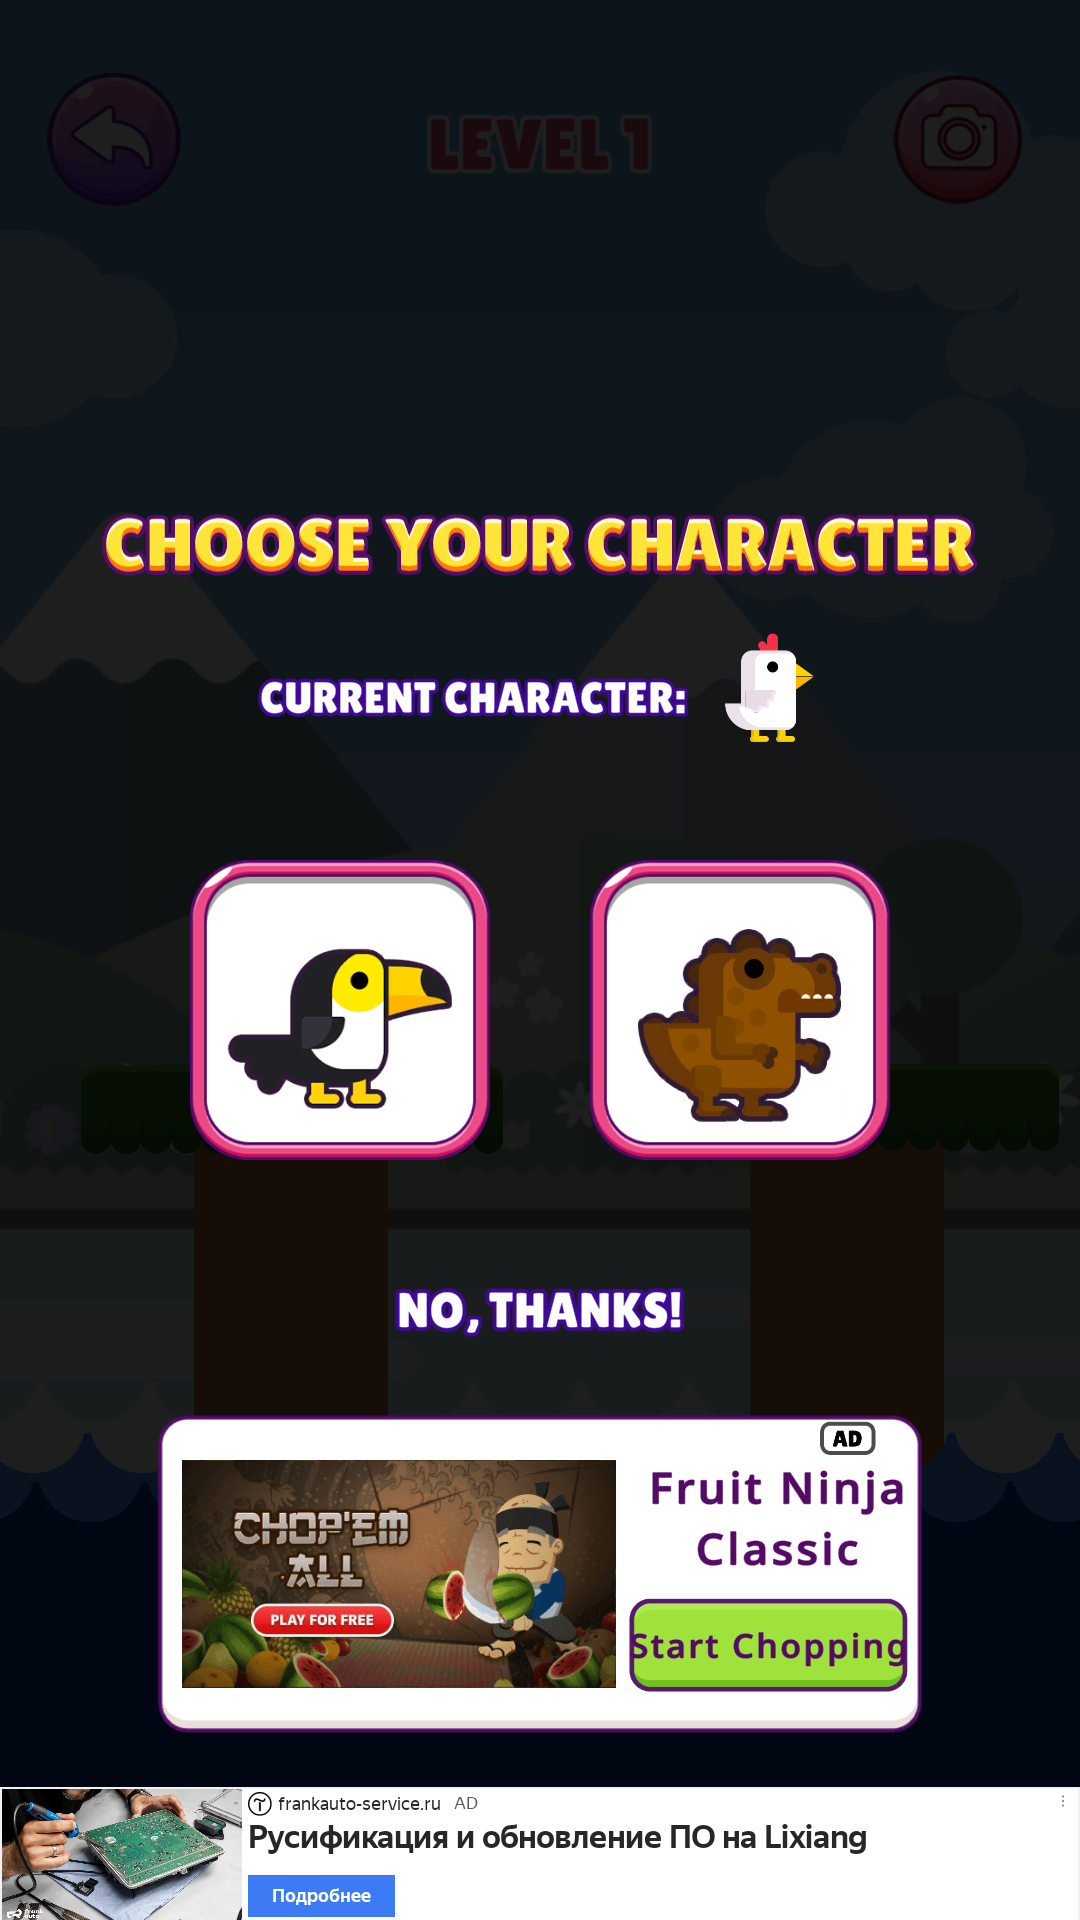 LEVEL 1
CHOOSE YOUR CHARACTER
CURRENT CHARACTER:
NO, THANKS!
AD
CHOP'EM
ALL
PLAY FOR FREE
Fruit Ninja
Classic
Start Chopping
frankauto-service.ru AD
Русификация и обновление ПО на Lixiang
Подробнее